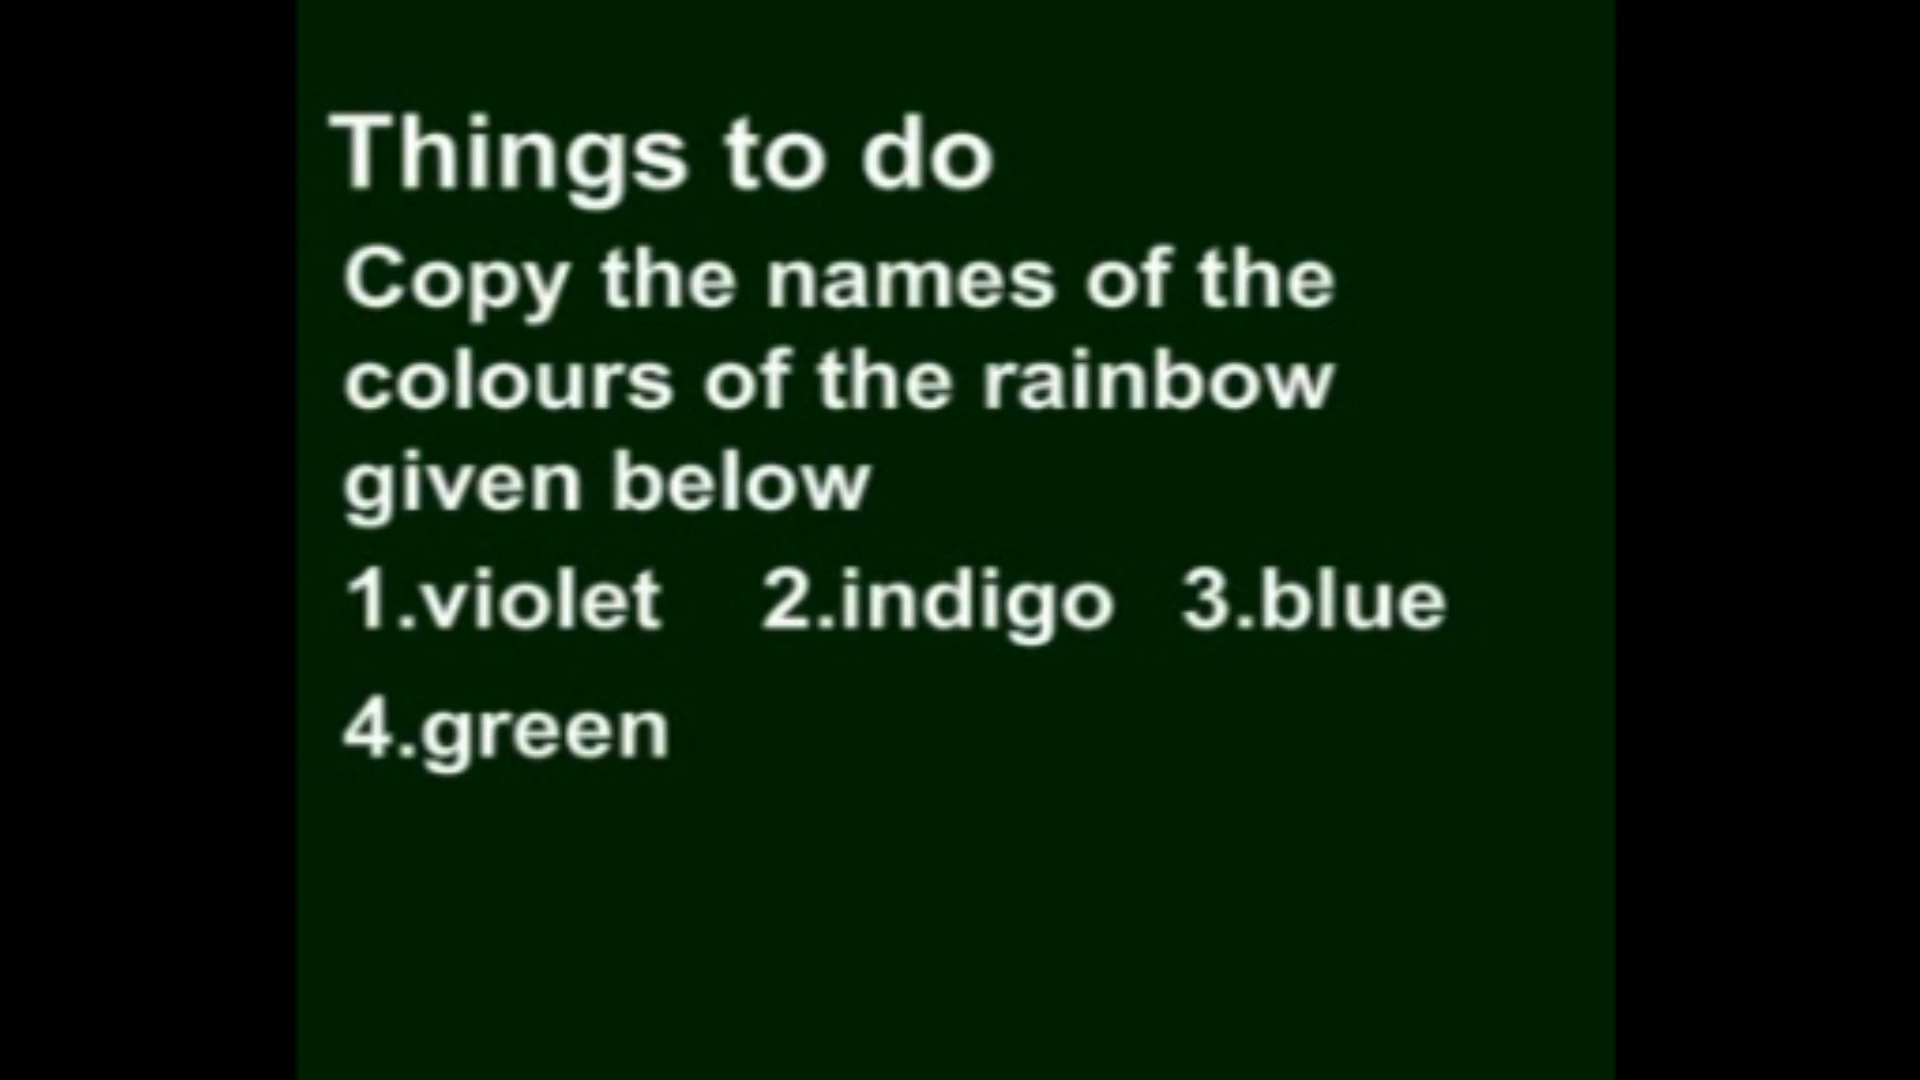 Things to do
Copy the names of the
colours of the rainbow
given below
1.violet 2.indigo 3.blue
4.green